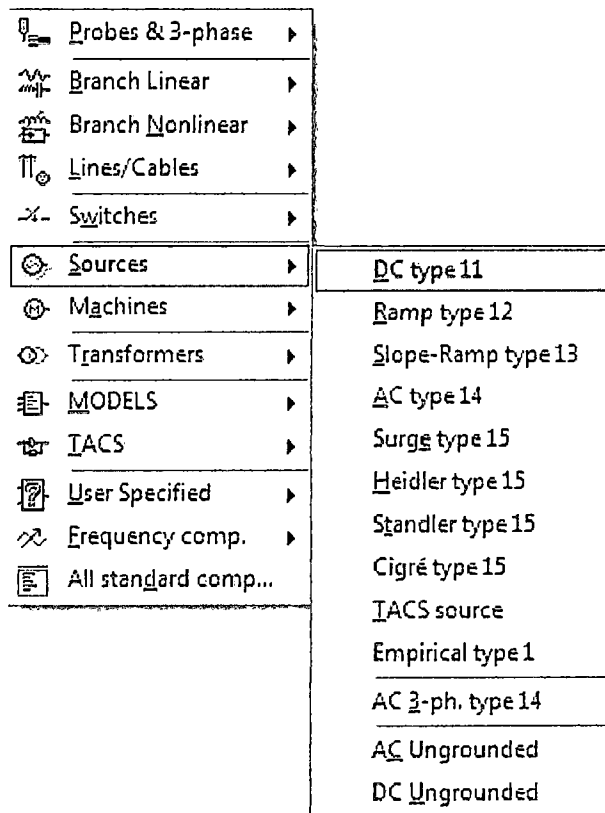 Probes & 3-phase
Branch Linear
Branch Nonlinear
Lines/Cables
Switches
Sources
Machines
Transformers
MODELS
TACS
User Specified
Frequency comp.
All standard comp...
DC type 11
Ramp type 12
Slope-Ramp type 13
AC type 14
Surge type 15
Heidler type 15
Standler type 15
Cigré type 15
TACS source
Empirical type 1
AC 3-ph. type 14
AC Ungrounded
DC Ungrounded